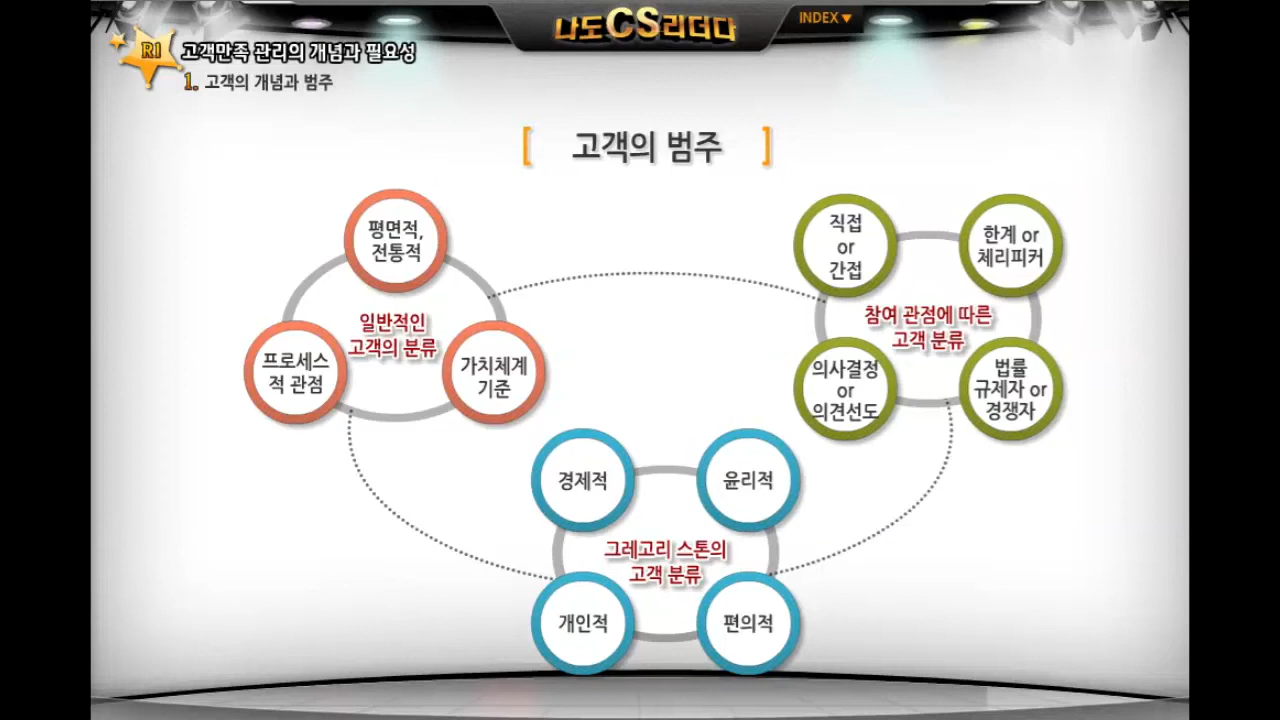 나도CS리더다
INDEX▼
R1
고객만족 관리의 개념과 필요성
1. 고객의 개념과 범주
[ 고객의 범주 ]
평면적,
전통적
일반적인
고객의 분류
프로세스
적 관점
가치체계
기준
직접
or
간접
한계 or
체리피커
참여 관점에 따른
고객 분류
의사결정
or
의견선도
법률
규제자 or
경쟁자
경제적
윤리적
그레고리 스톤의
고객 분류
개인적
편의적